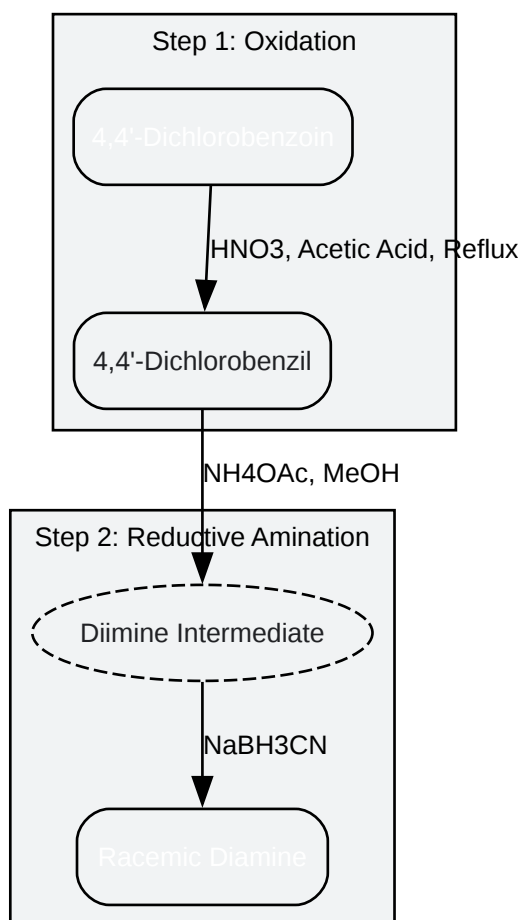 Step 1: Oxidation
4,4'-Dichlorobenzoin
HNO3, Acetic Acid, Reflux
4,4'-Dichlorobenzil
NH4OAc, MeOH
Step 2: Reductive Amination
Diimine Intermediate
NaBH3CN
Racemic Diamine